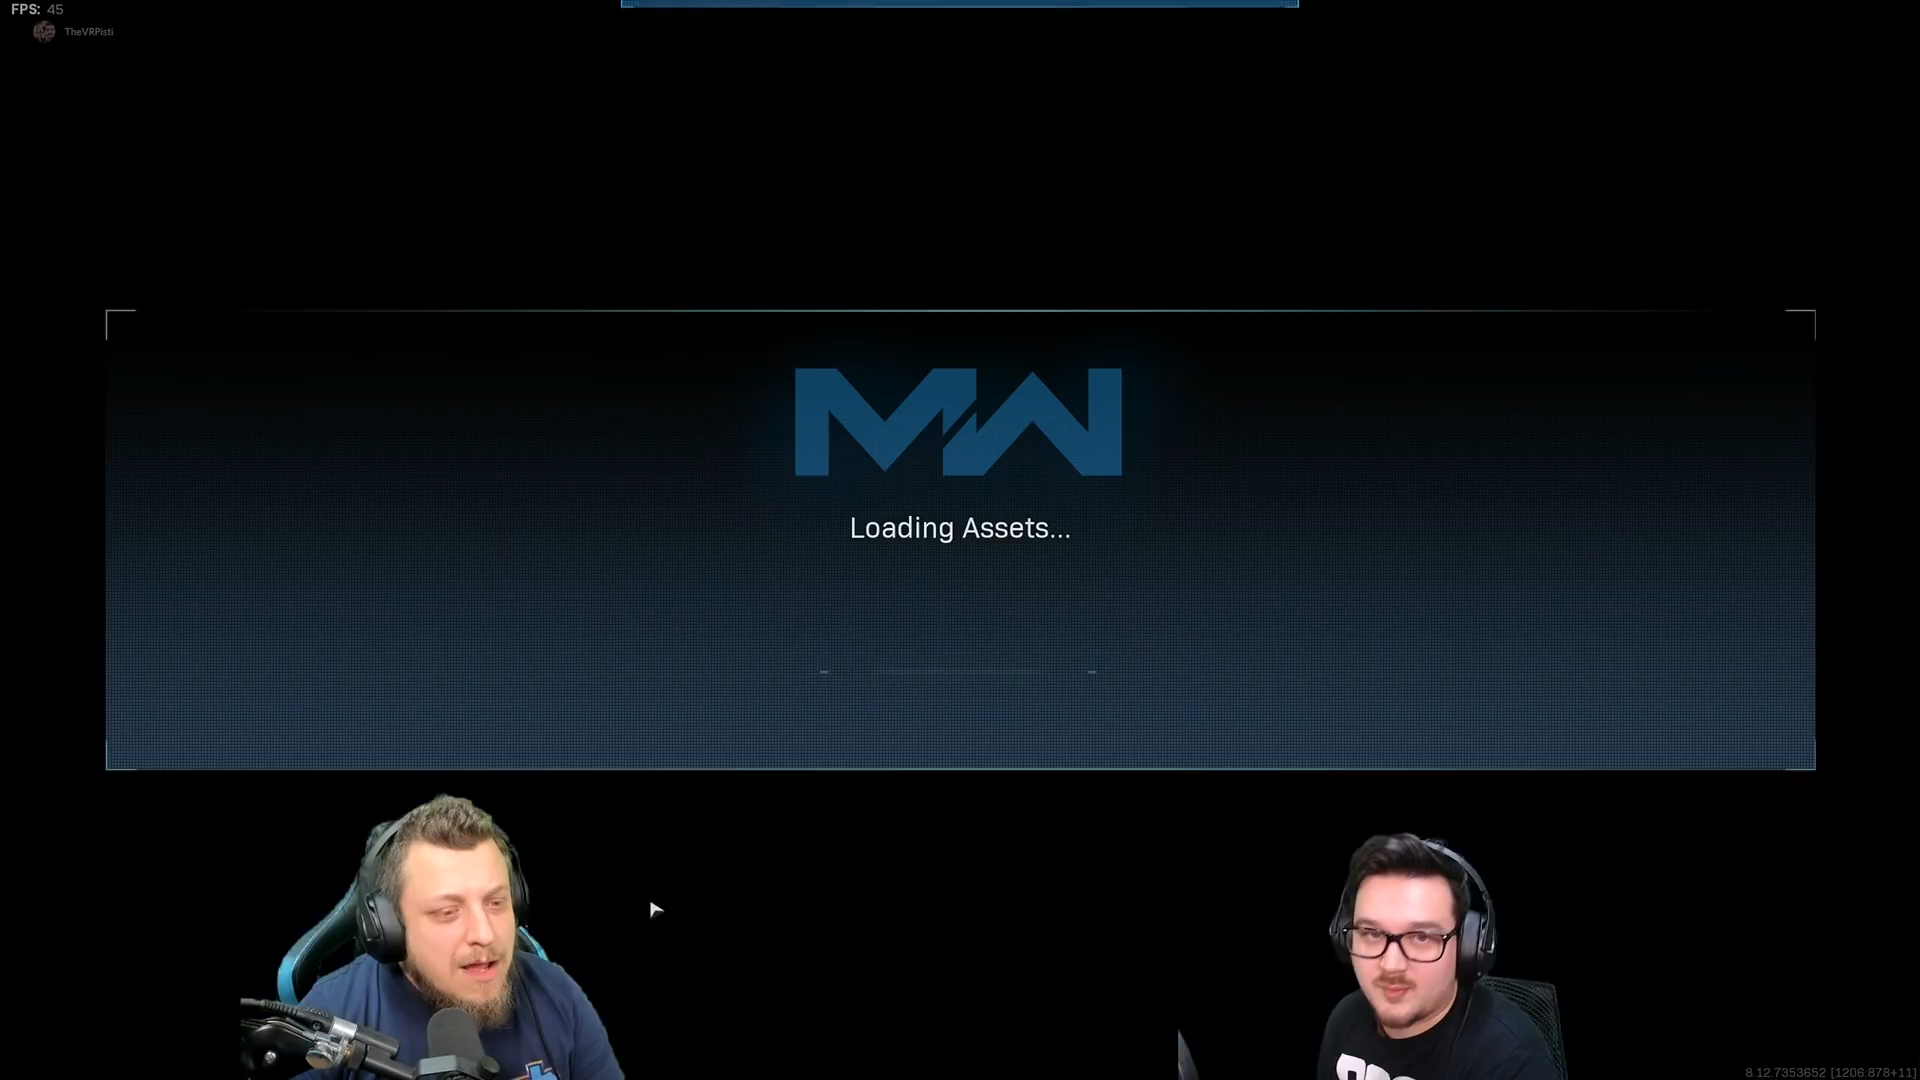 FPS: 45
TheVRPisti
MW
Loading Assets...
8.12.7353652 [1206:878+11]